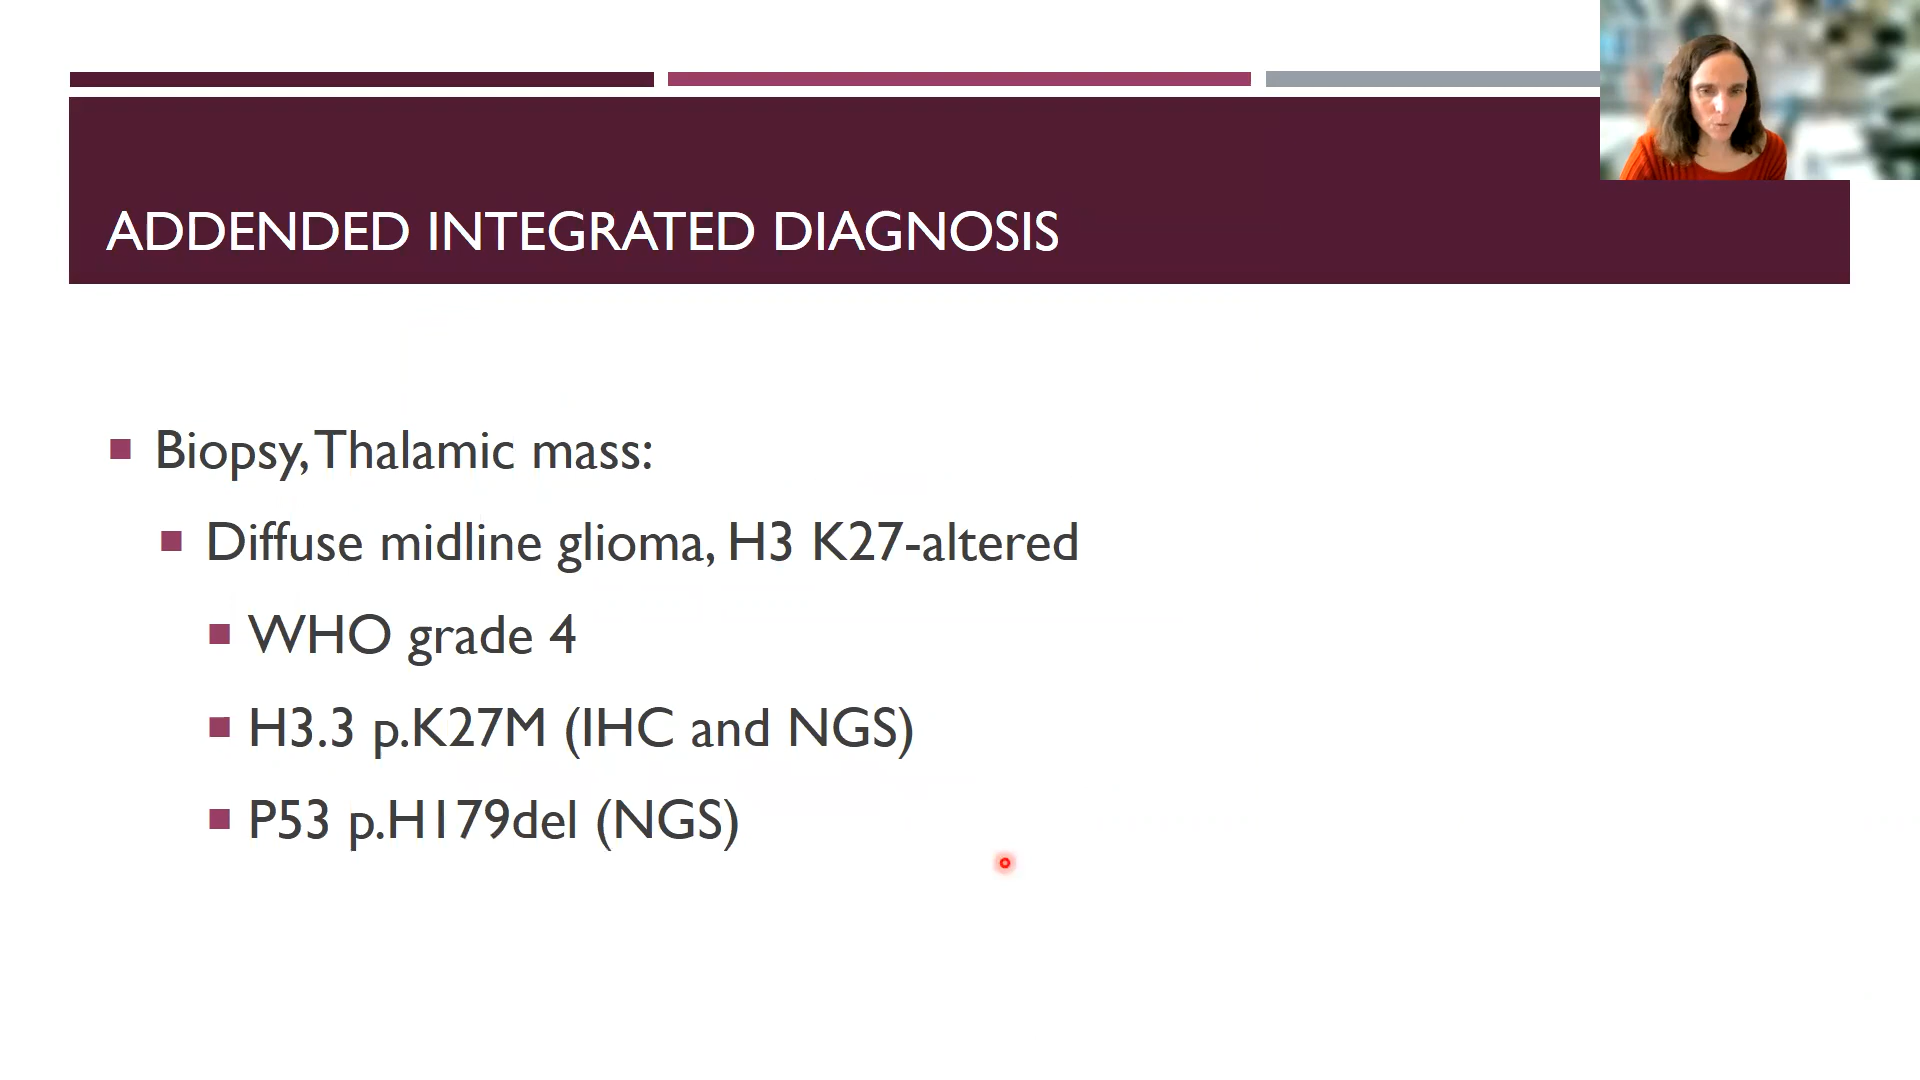 ADDENDED INTEGRATED DIAGNOSIS
Biopsy, Thalamic mass:
Diffuse midline glioma, H3 K27-altered
WHO grade 4
H3.3 p.K27M (IHC and NGS)
P53 p.H179del (NGS)